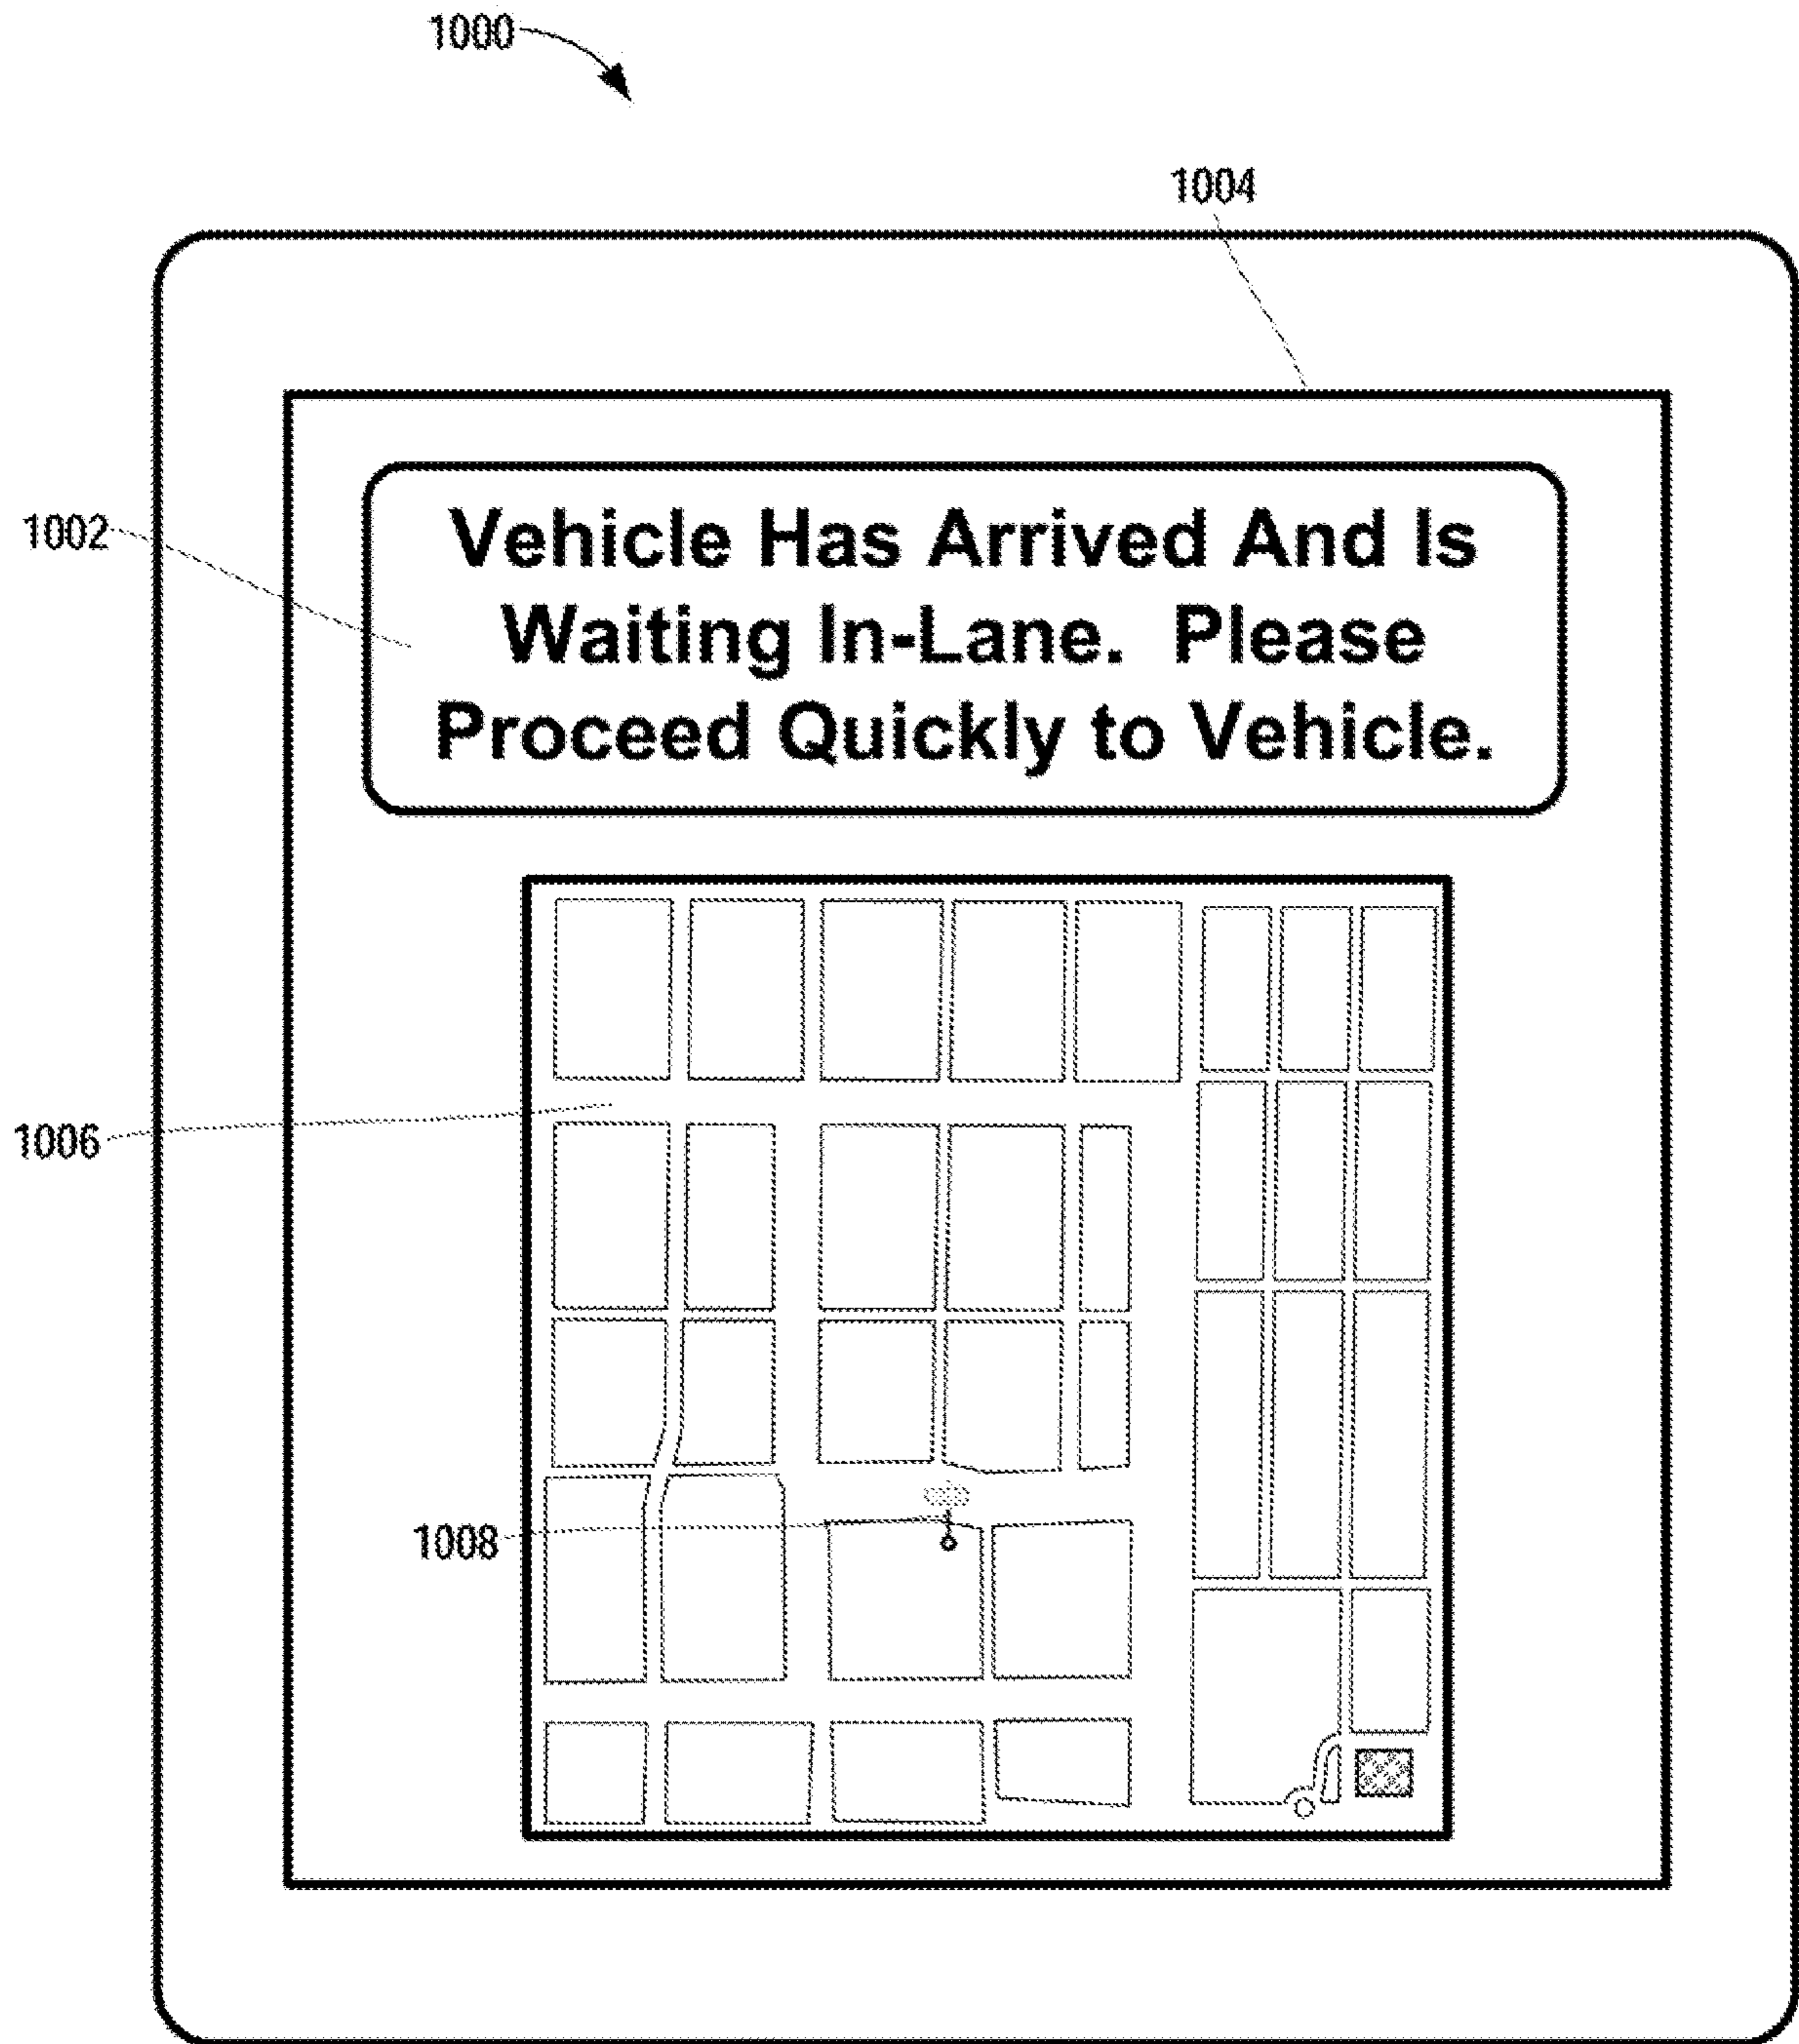 1000
1004
1002
Vehicle Has Arrived And Is
Waiting In-Lane. Please
Proceed Quickly to Vehicle.
1006
1008